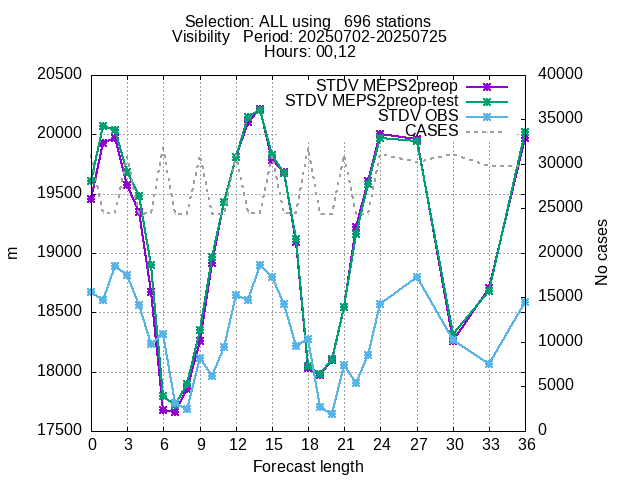 Selection: ALL using   696 stations
Visibility   Period: 20250702-20250725
Hours: 00,12
20500
20000
19500
19000
18500
18000
17500
40000
35000
30000
25000
20000
15000
10000
5000
0
STDV MEPS2preop
STDV MEPS2preop-test
STDV OBS
CASES
m
No cases
0 3 6 9 12 15 18 21 24 27 30 33 36
Forecast length